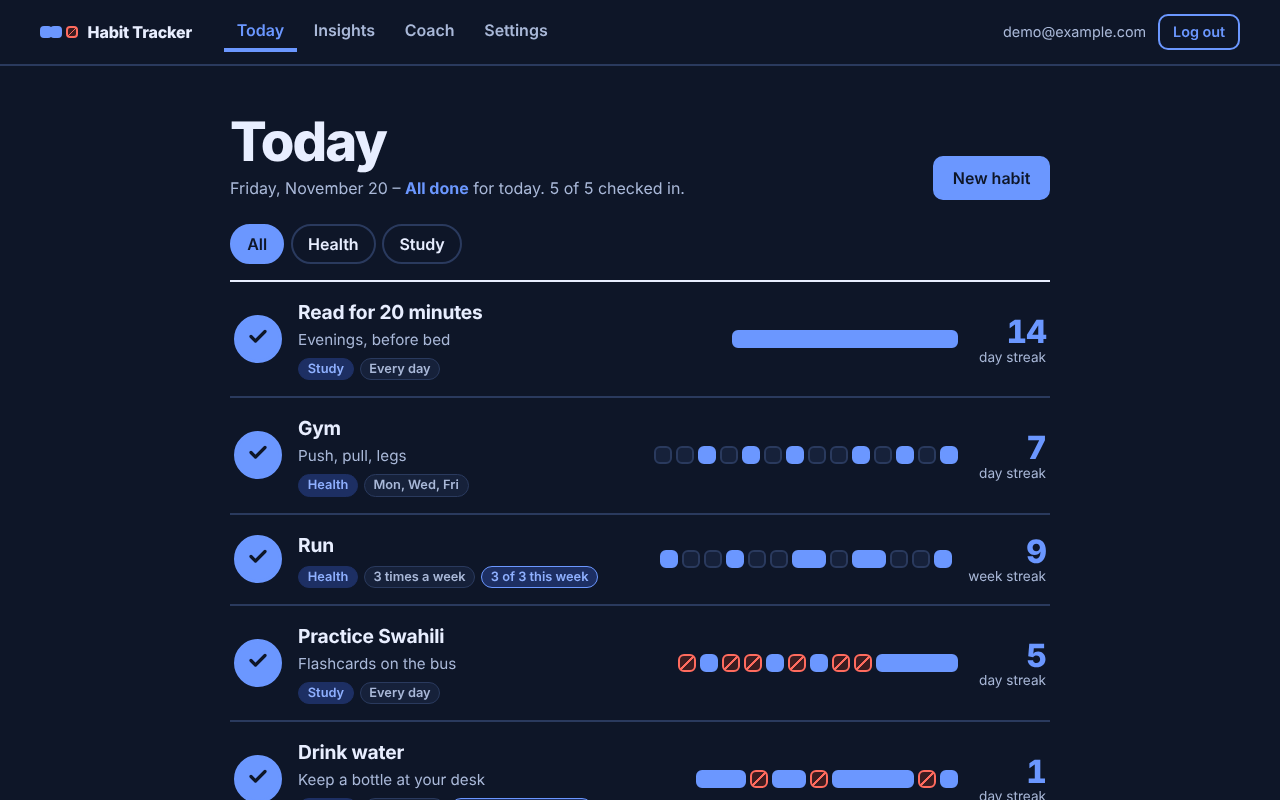 Habit Tracker
Today
Insights
Coach
Settings
demo@example.com
Log out
Today
Friday, November 20 – All done for today. 5 of 5 checked in.
New habit
All
Health
Study
Read for 20 minutes
Evenings, before bed
Study
Every day
14
day streak
Gym
Push, pull, legs
Health
Mon, Wed, Fri
7
day streak
Run
Health
3 times a week
3 of 3 this week
9
week streak
Practice Swahili
Flashcards on the bus
Study
Every day
5
day streak
Drink water
Keep a bottle at your desk
1
day streak